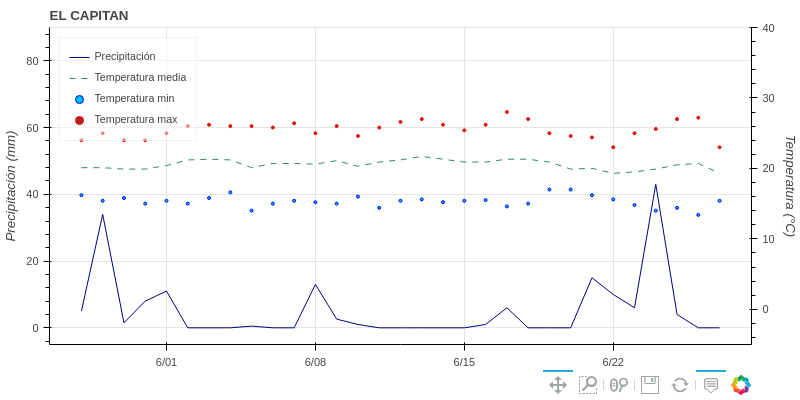 EL CAPITAN
Precipitación
Temperatura media
Temperatura min
Temperatura max
Precipitación (mm)
80
60
40
20
0
40
30
20
10
0
Temperatura (°C)
6/01
6/08
6/15
6/22